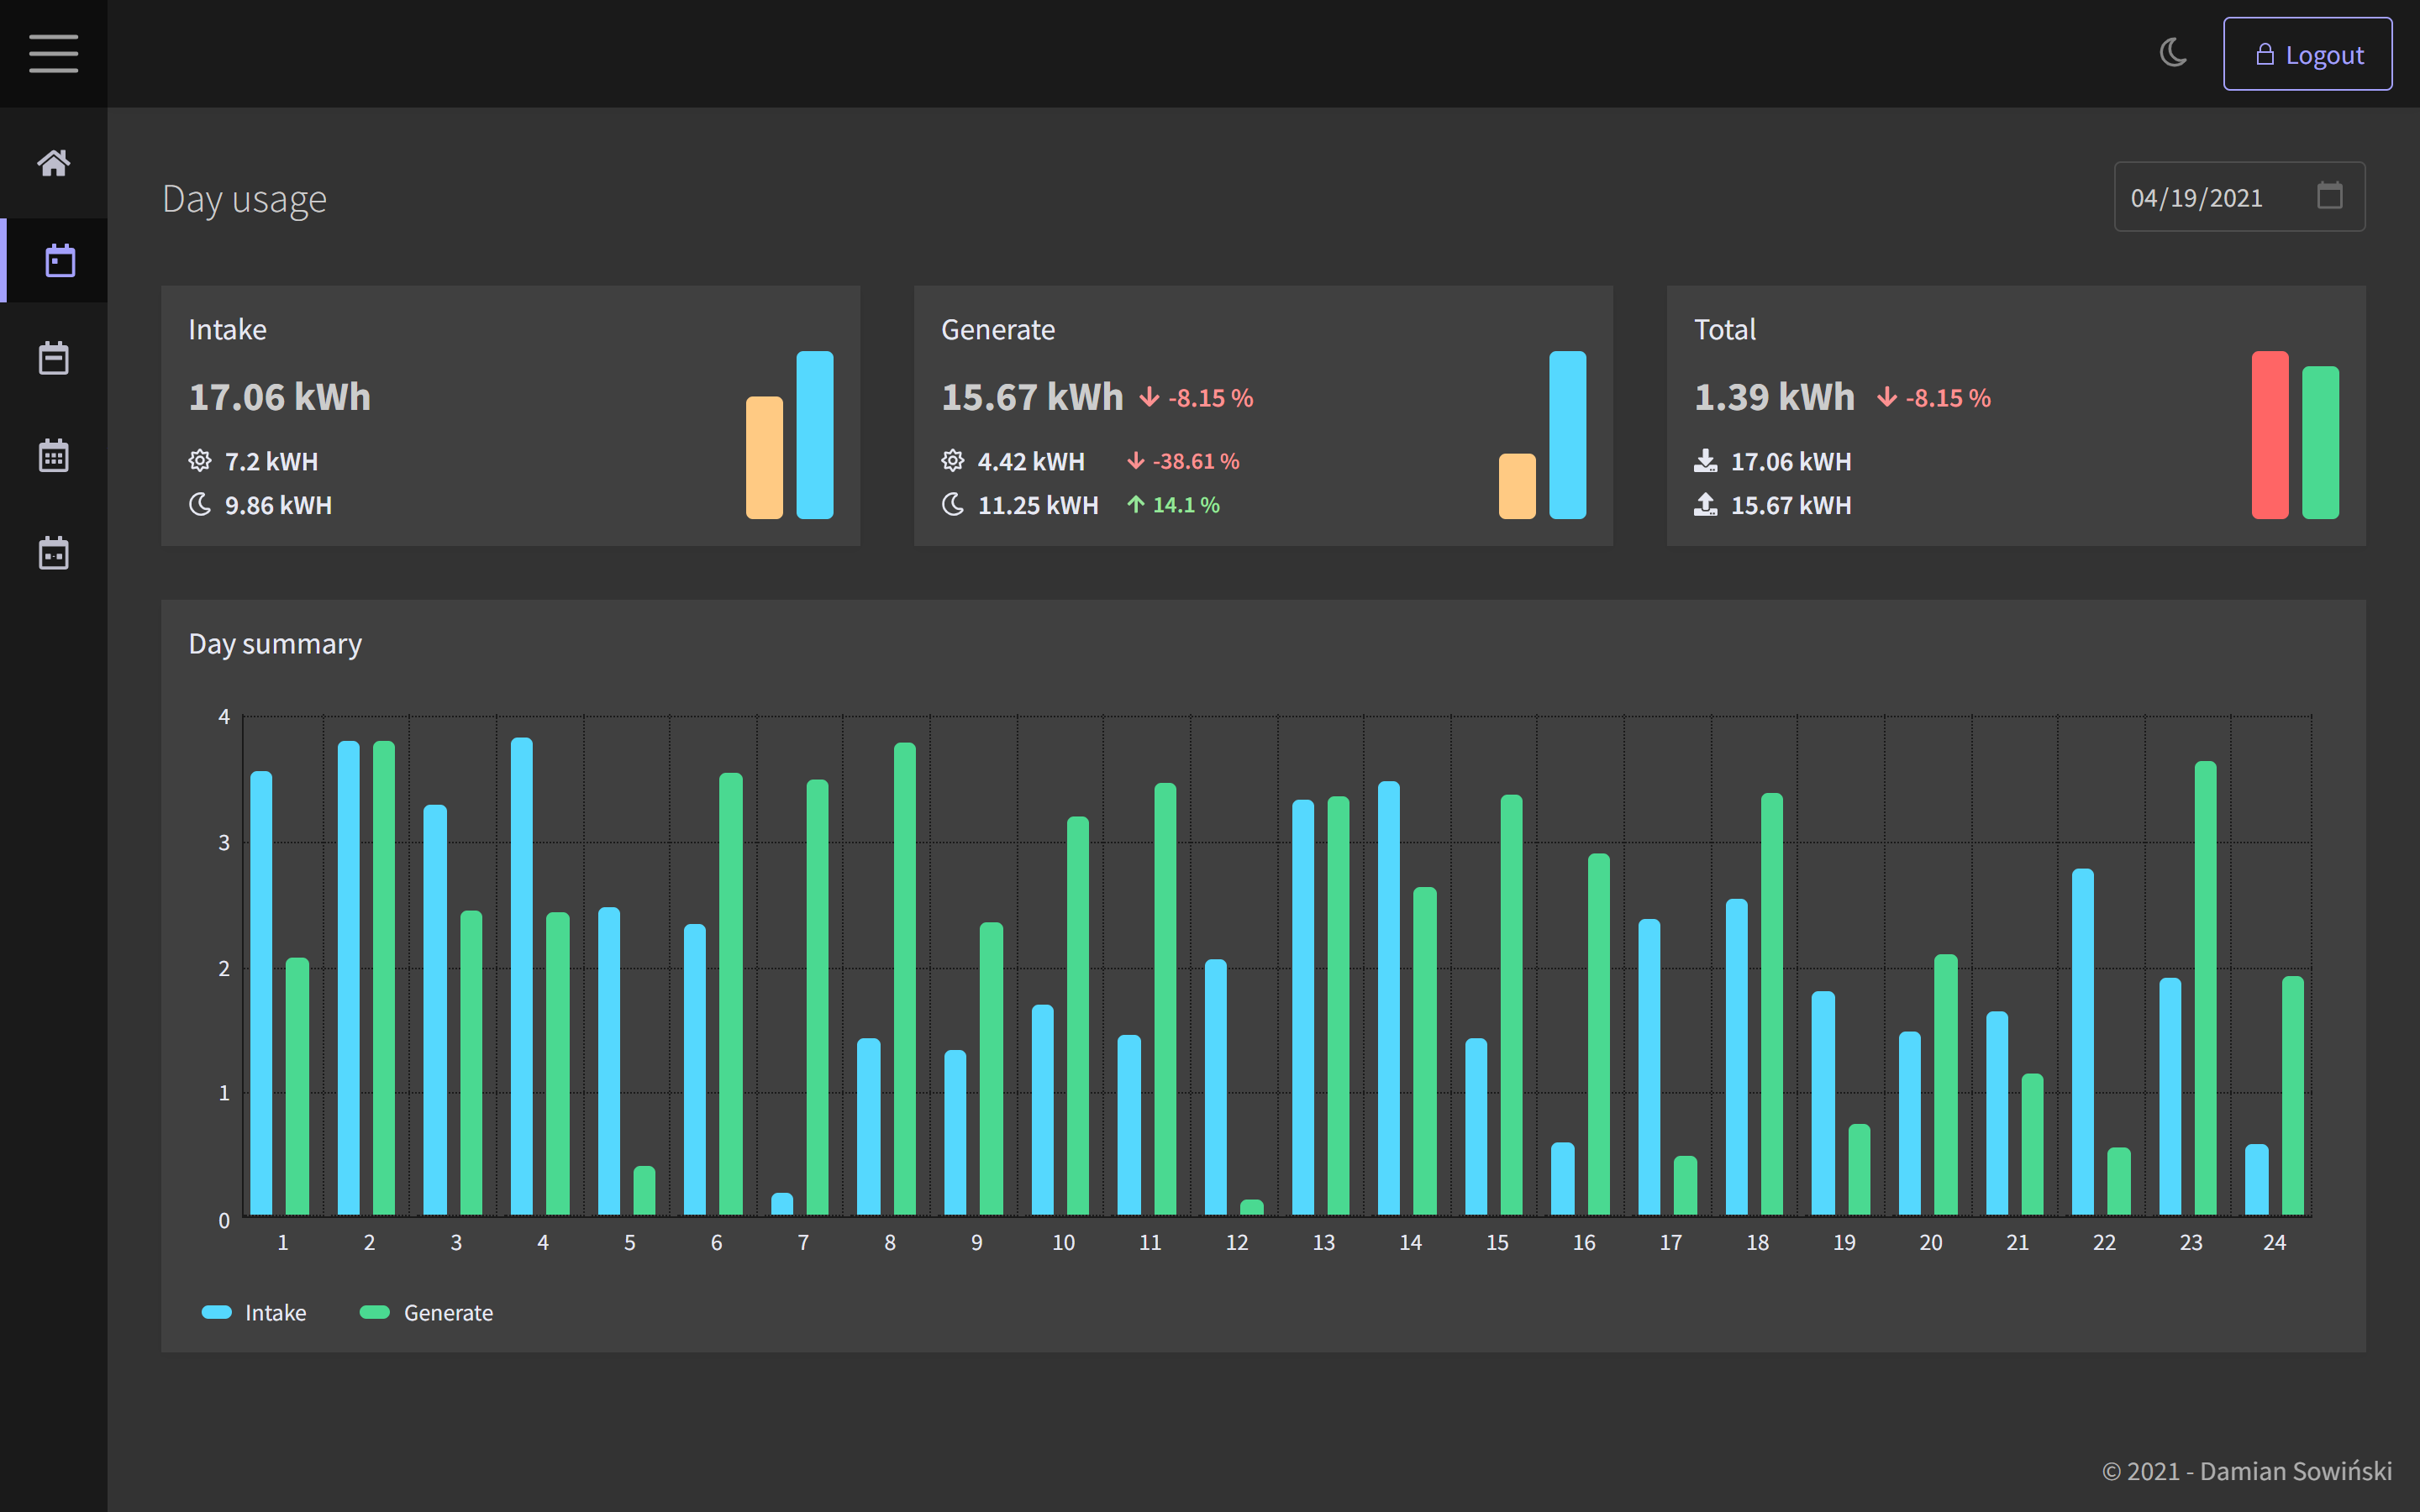 Logout
Day usage
04/19/2021
Intake
17.06 kWh
7.2 kWH
9.86 kWH
Generate
15.67 kWh -8.15 %
4.42 kWH -38.61 %
11.25 kWH 14.1 %
Total
1.39 kWh -8.15 %
17.06 kWH
15.67 kWH
Day summary
4
3
2
1
0
1 2 3 4 5 6 7 8 9 10 11 12 13 14 15 16 17 18 19 20 21 22 23 24
Intake Generate
© 2021 - Damian Sowiński